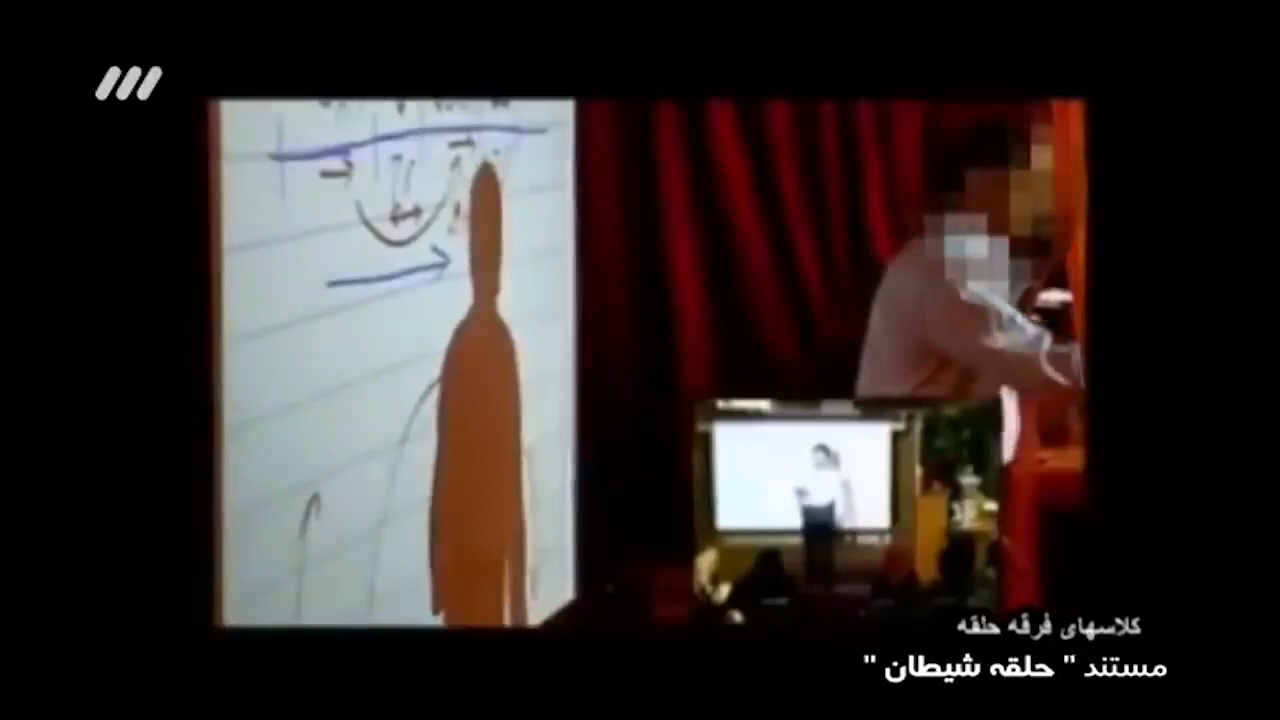 کلاسهای فرقه حلقه
مستند " حلقه شیطان "